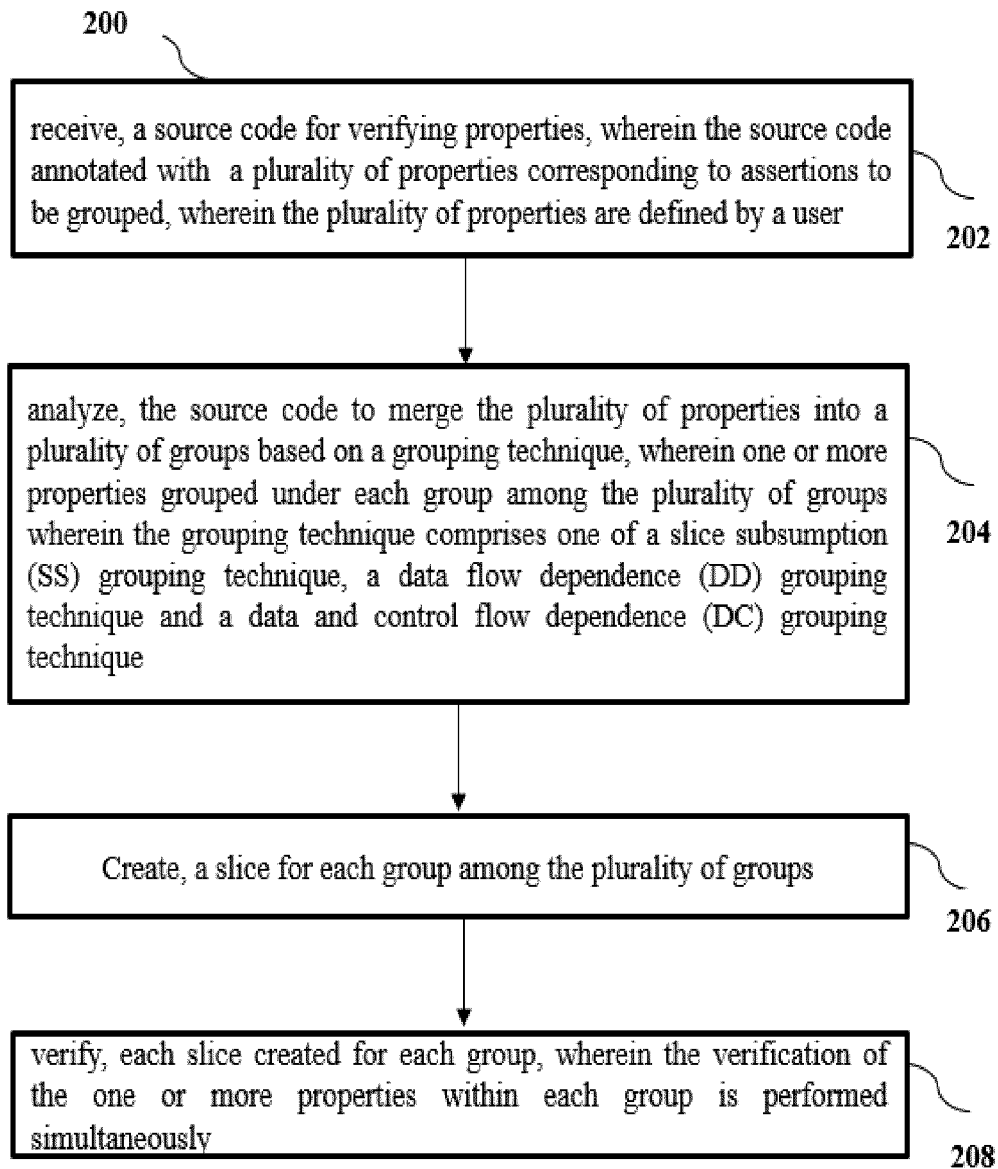 200
receive, a source code for verifying properties, wherein the source code
annotated with a plurality of properties corresponding to assertions to
be grouped, wherein the plurality of properties are defined by a user
202
analyze, the source code to merge the plurality of properties into a
plurality of groups based on a grouping technique, wherein one or more
properties grouped under each group among the plurality of groups
wherein the grouping technique comprises one of a slice subsumption
(SS) grouping technique, a data flow dependence (DD) grouping
technique and a data and control flow dependence (DC) grouping
technique
204
Create, a slice for each group among the plurality of groups
206
verify, each slice created for each group, wherein the verification of
the one or more properties within each group is performed
simultaneously
208